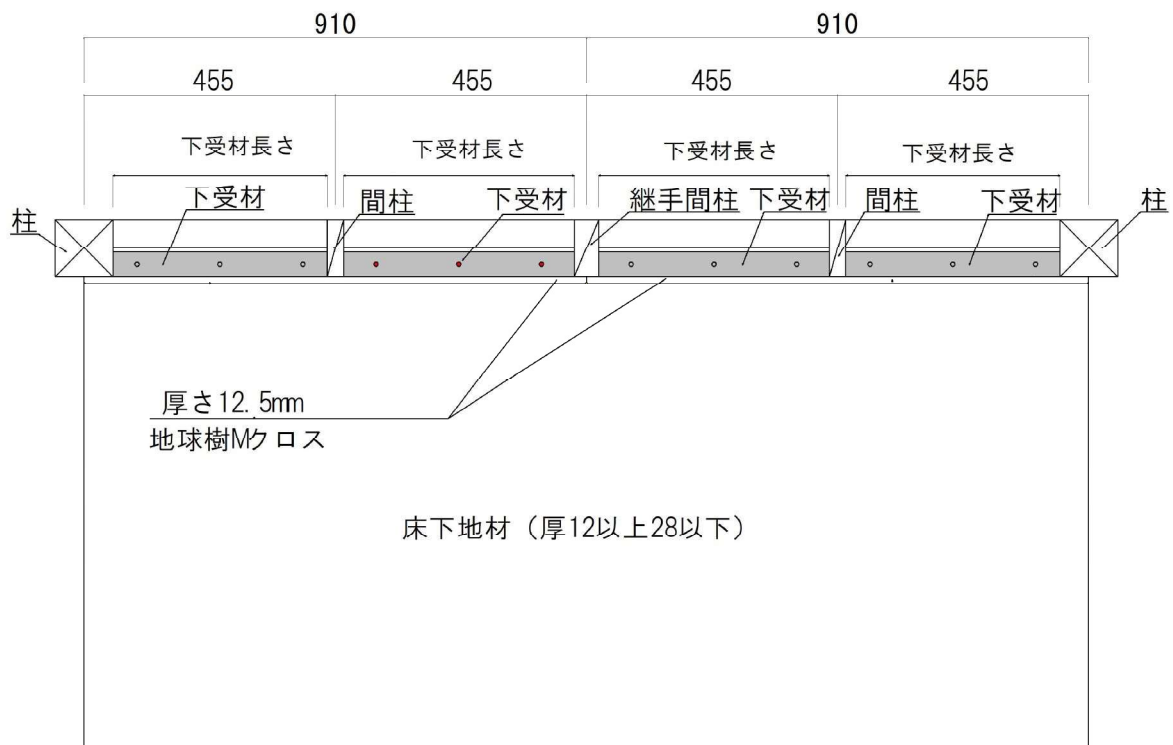 910
910
455
455
455
455
下受材長さ
下受材長さ
下受材長さ
下受材長さ
柱
下受材
間柱
下受材
継手間柱
下受材
間柱
下受材
柱
厚さ12.5mm
地球樹Mクロス
床下地材（厚12以上28以下）